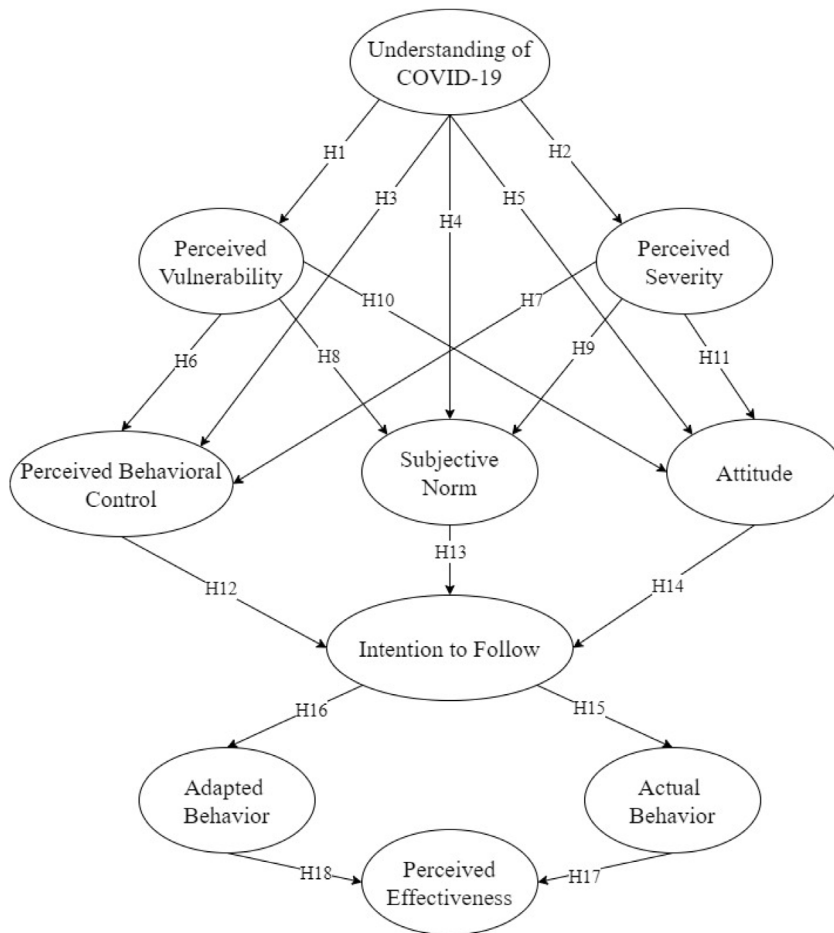 Understanding of
COVID-19
H1
H2
H3
H4
H5
Perceived
Vulnerability
Perceived
Severity
H10
H7
H6
H8
H9
H11
Perceived Behavioral
Control
Subjective
Norm
Attitude
H12
H13
H14
Intention to Follow
H16
H15
Adapted
Behavior
Actual
Behavior
H18
H17
Perceived
Effectiveness